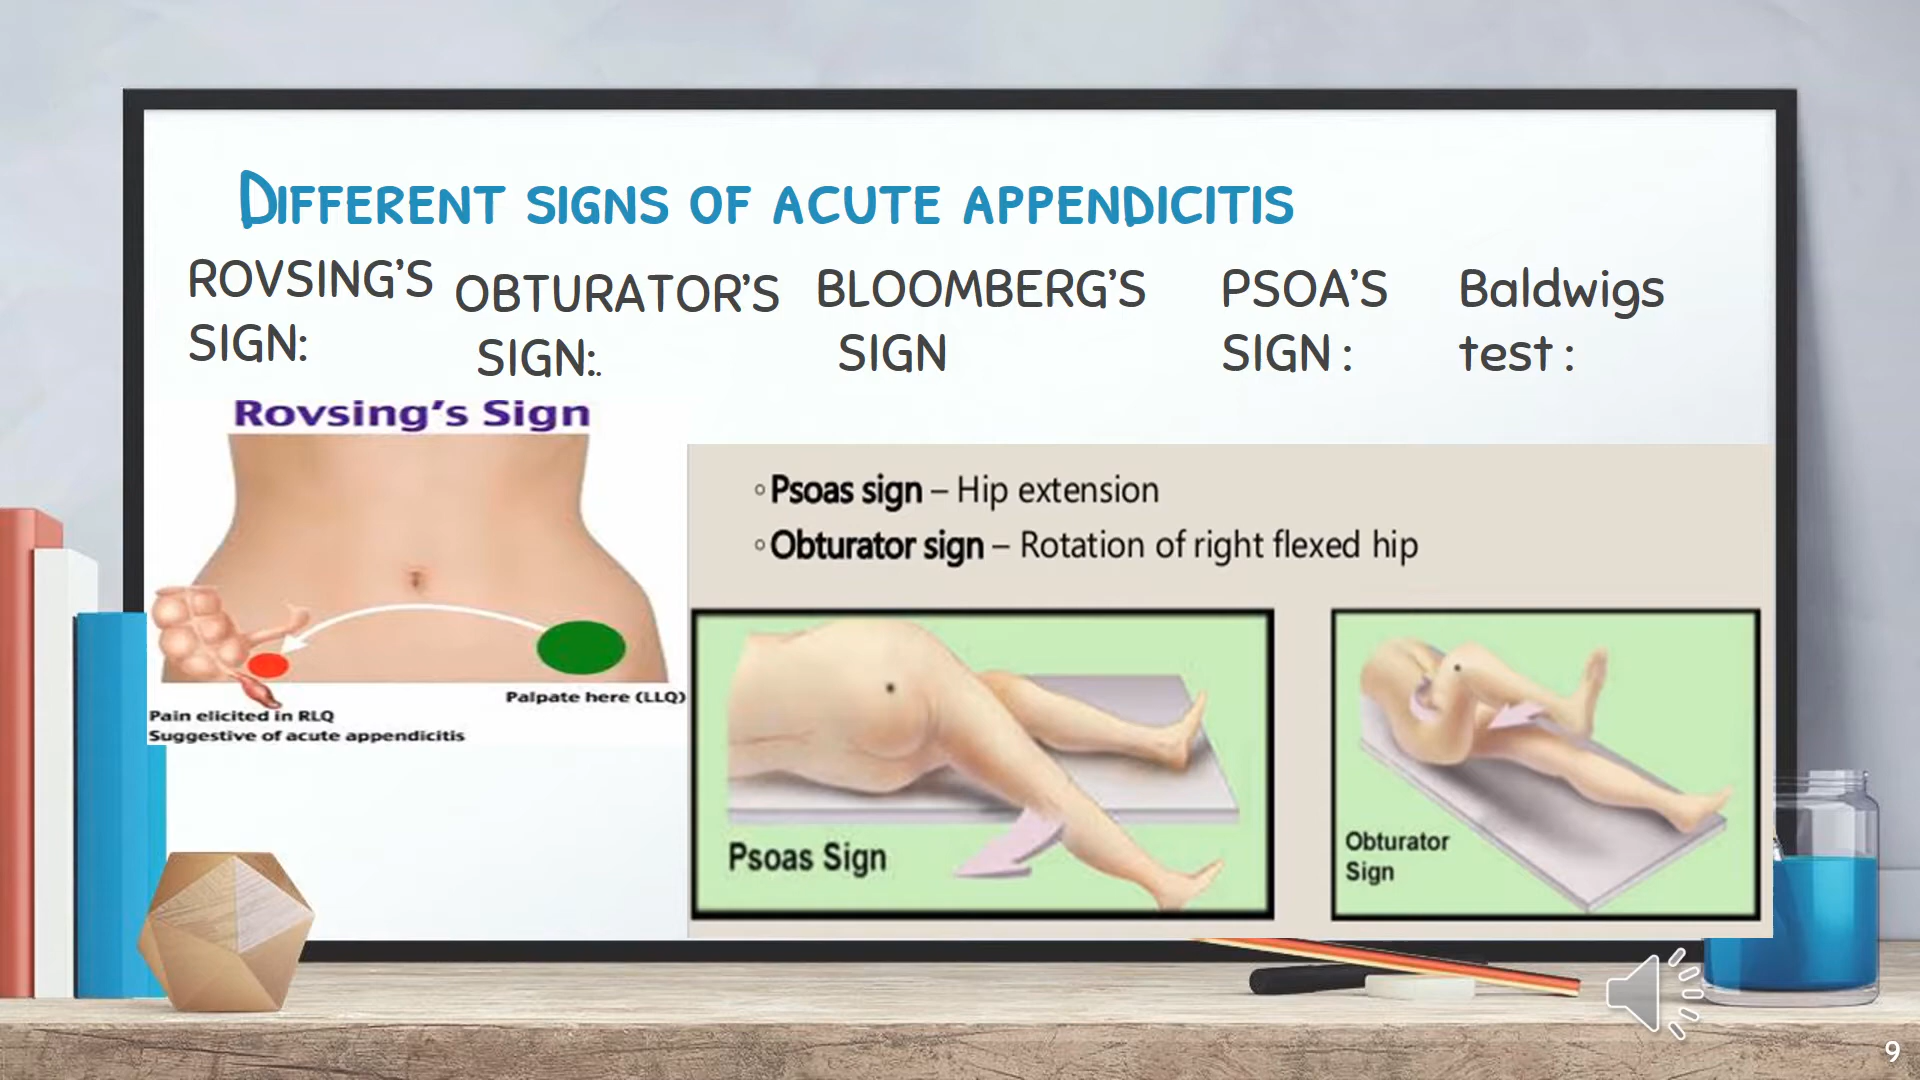 DIFFERENT SIGNS OF ACUTE APPENDICITIS
ROVSING’S
SIGN:
OBTURATOR’S
SIGN:.
BLOOMBERG’S
SIGN
PSOA’S
SIGN :
Baldwigs
test :
Rovsing’s Sign
Palpate here (LLQ)
Pain elicited in RLQ
Suggestive of acute appendicitis
◦ Psoas sign – Hip extension
◦ Obturator sign – Rotation of right flexed hip
Psoas Sign
Obturator
Sign
9